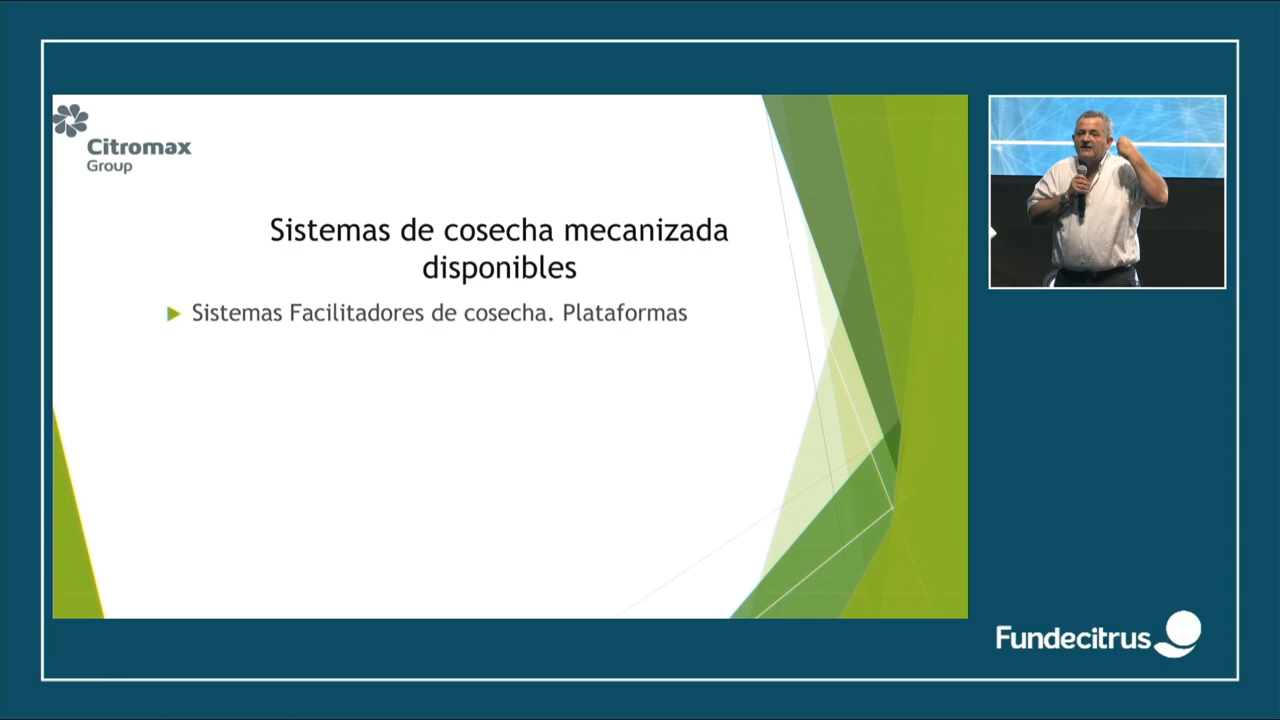 Citromax
Group
Sistemas de cosecha mecanizada
disponibles
Sistemas Facilitadores de cosecha. Plataformas
Fundecitrus